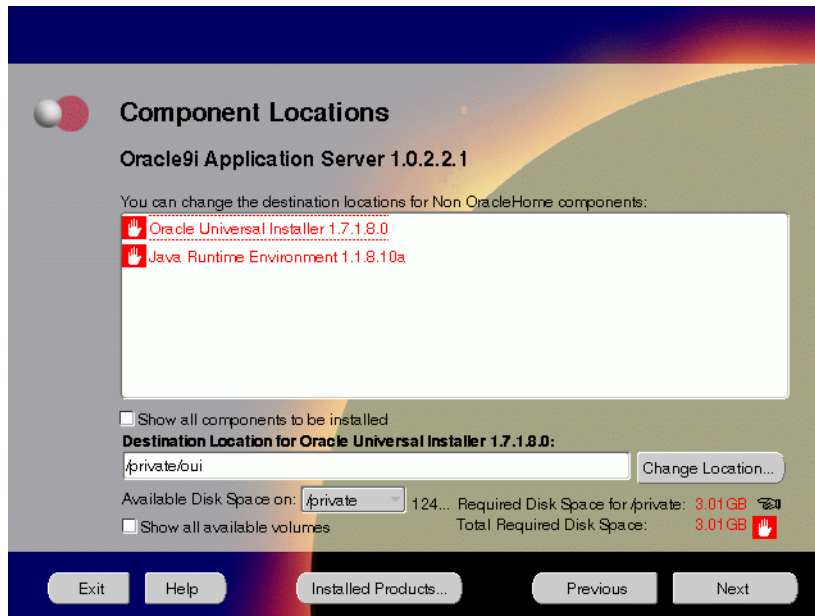 Component Locations
Oracle9i Application Server 1.0.2.2.1
You can change the destination locations for Non OracleHome components:
Oracle Universal Installer 1.7.1.8.0
Java Runtime Environment 1.1.8.10a
Show all components to be installed
Destination Location for Oracle Universal Installer 1.7.1.8.0:
/private/oui
Change Location...
Available Disk Space on: /private 124... Required Disk Space for /private: 3.01GB
Show all available volumes Total Required Disk Space: 3.01GB
Exit Help Installed Products... Previous Next